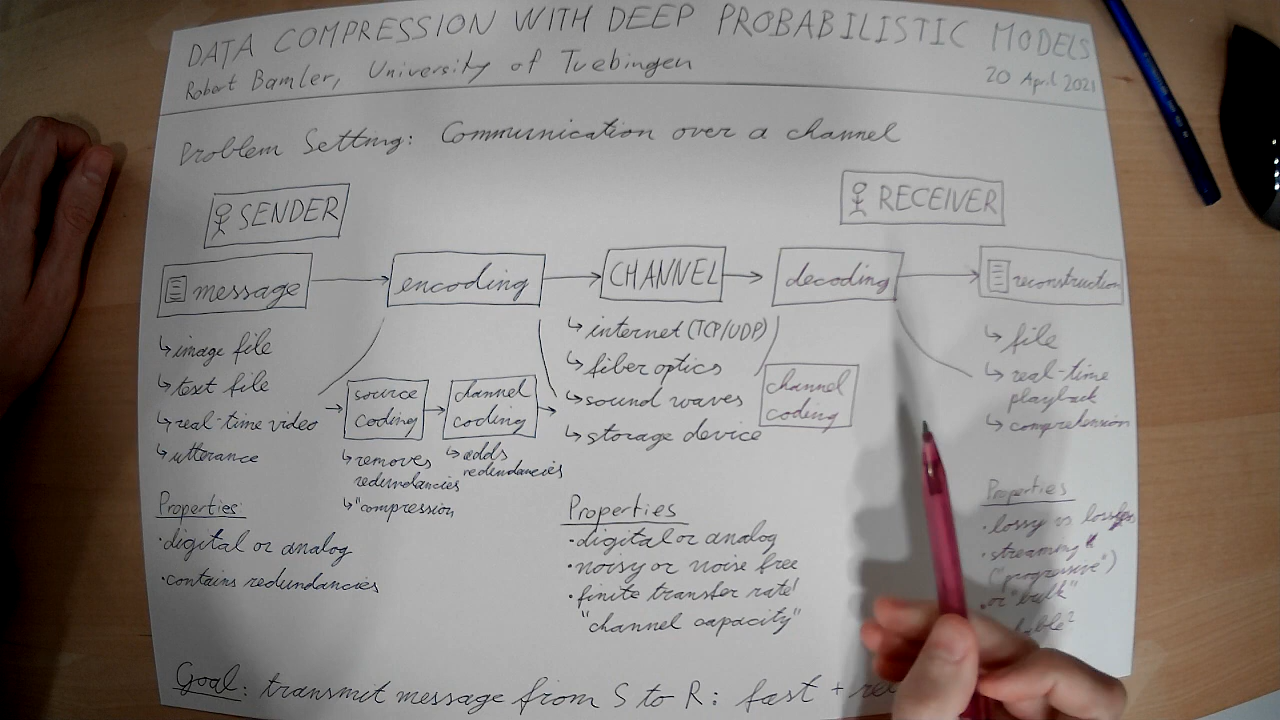 DATA COMPRESSION WITH DEEP PROBABILISTIC MODELS
Robert Bamler, University of Tuebingen
20 April 2021
Problem Setting: Communication over a channel
SENDER
RECEIVER
message
encoding
CHANNEL
decoding
reconstruction
↳ image file
↳ text file
↳ real-time video
↳ utterance
source
coding
↳ removes
redundancies
↳ "compression
channel
coding
↳ adds
redundancies
↳ internet (TCP/UDP)
↳ fiber optics
↳ sound waves
↳ storage device
channel
coding
↳ file
↳ real-time
playback
↳ comprehension
Properties:
· digital or analog
· contains redundancies
Properties
· digital or analog
· noisy or noise free
· finite transfer rate
"channel capacity"
Properties
· lossy vs lossless
· streaming"
("progressive")
or "bulk"
Goal: transmit message from S to R: fast +